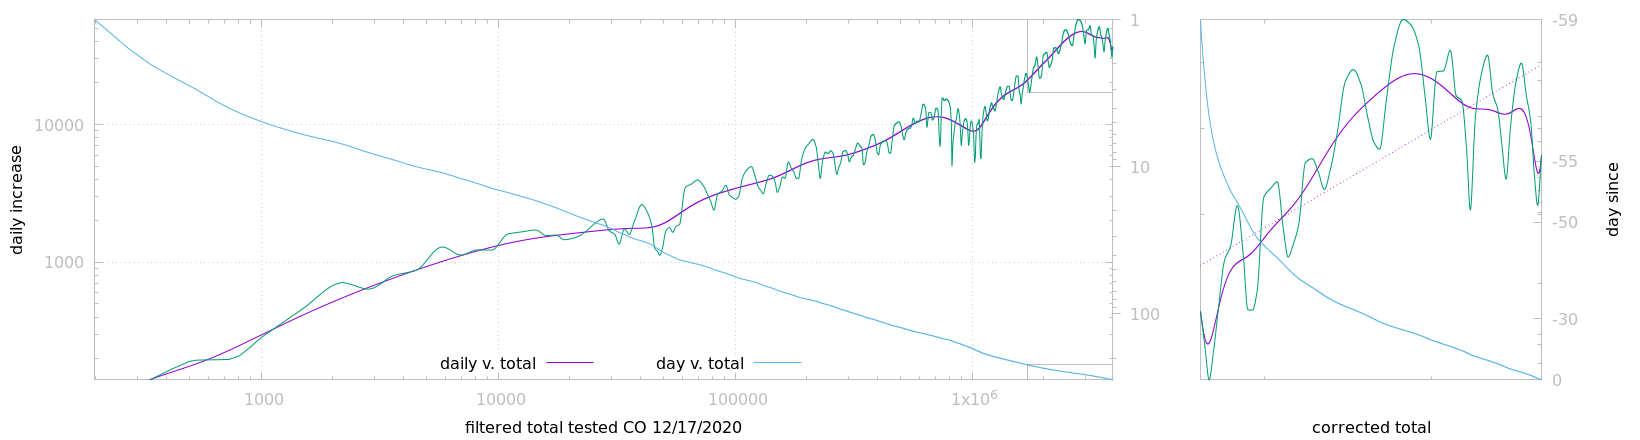 daily increase
10000
1000
1000
10000
100000
1x10^6
1
10
100
daily v. total
day v. total
filtered total tested CO 12/17/2020
-59
-55
-50
-30
0
day since
corrected total